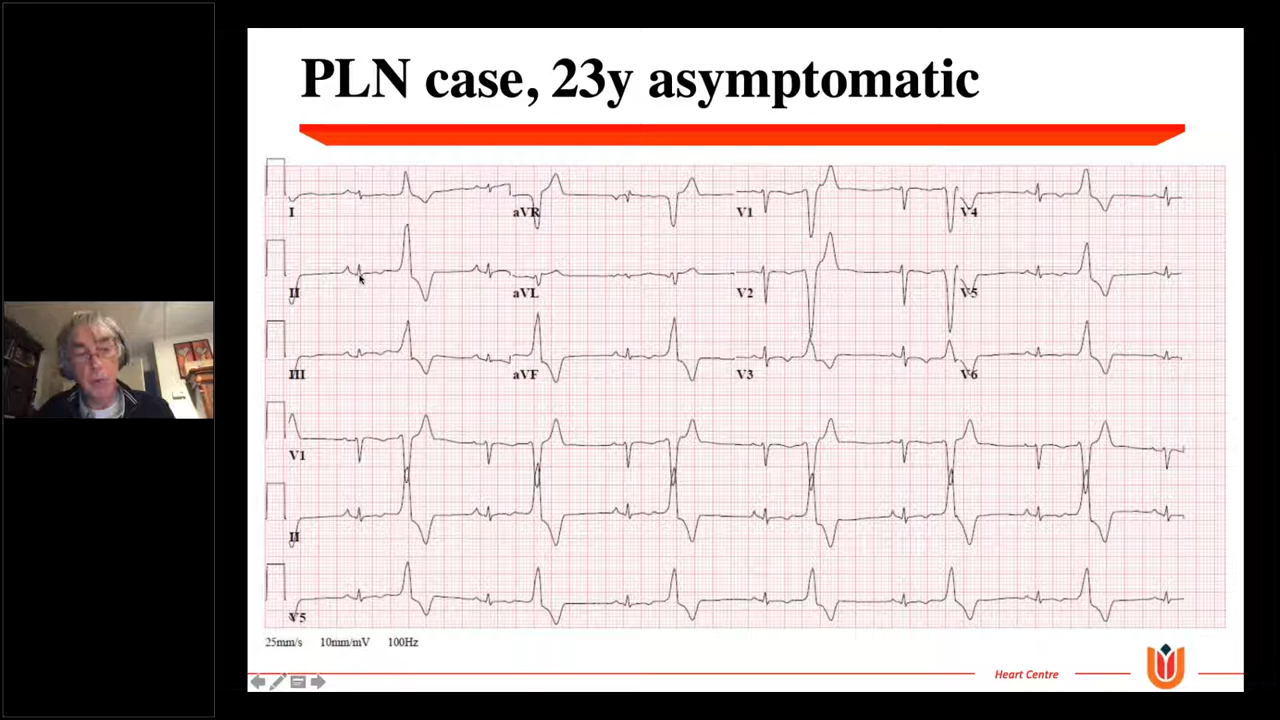 PLN case, 23y asymptomatic
I aVR V1 V4
II aVL V2 V5
III aVF V3 V6
V1
II
V5
25mm/s 10mm/mV 100Hz
Heart Centre